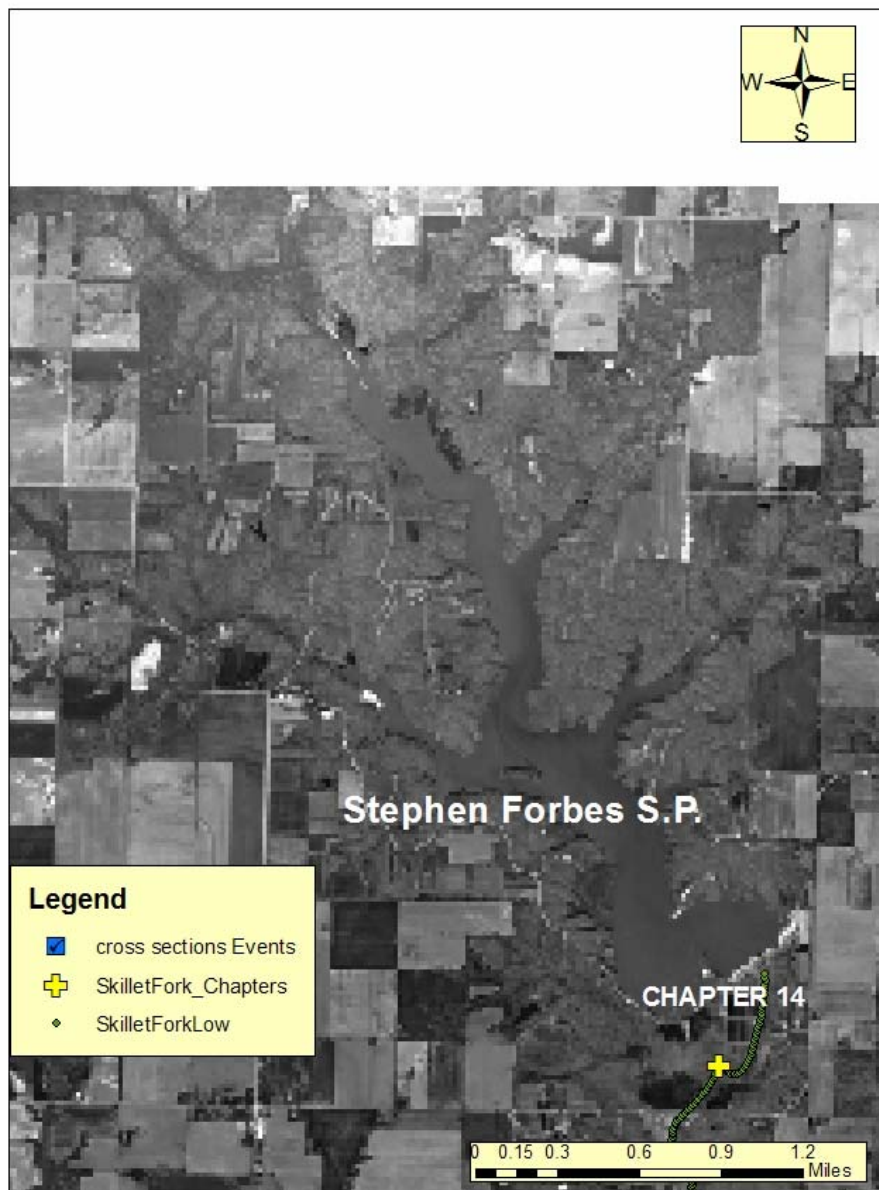 N
W E
S
Stephen Forbes S.P.
Legend
cross sections Events
SkilletFork_Chapters
SkilletForkLow
CHAPTER 14
0 0.15 0.3 0.6 0.9 1.2
Miles